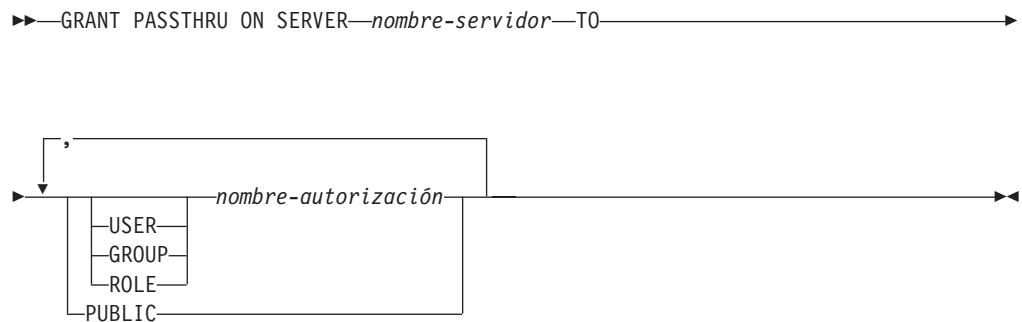 GRANT PASSTHRU ON SERVER nombre-servidor TO
,
nombre-autorización
USER
GROUP
ROLE
PUBLIC